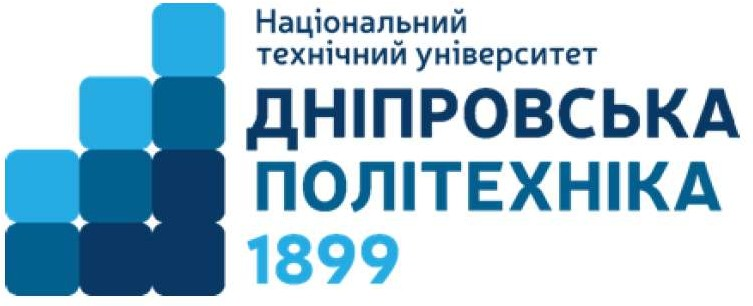 Національний
технічний університет
ДНІПРОВСЬКА
ПОЛІТЕХНІКА
1899